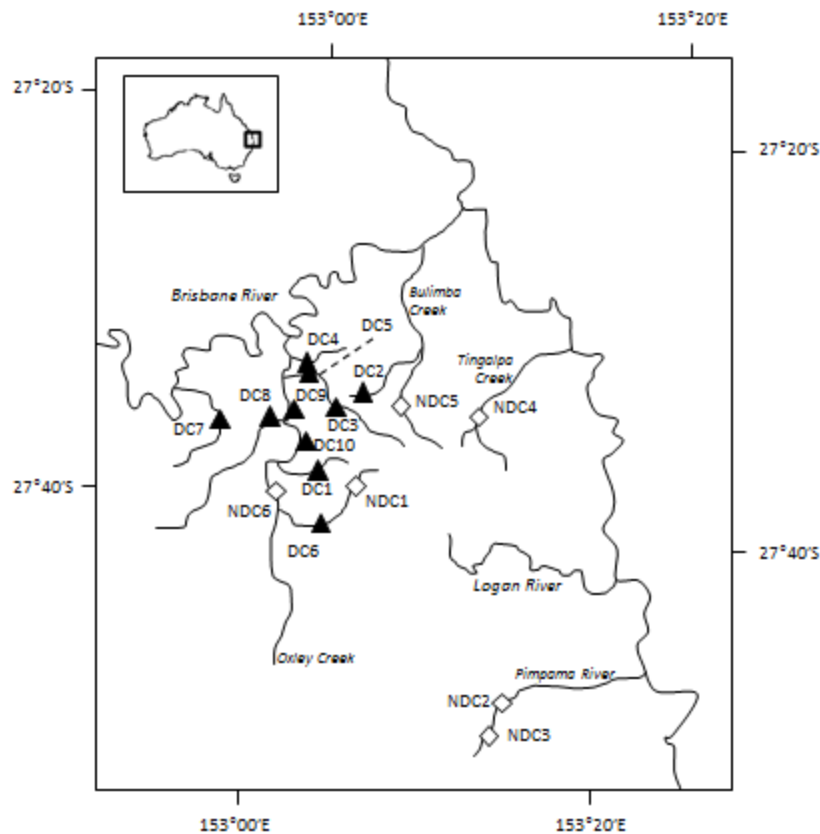 153°00'E
153°20'E
27°20'S
27°20'S
Brisbane River
Bulimba
Creek
DC4
DC5
Tingalpa
Creek
DC2
DC8
DC9
NDC5
NDC4
DC7
DC3
DC10
27°40'S
DC1
NDC1
NDC6
DC6
27°40'S
Logan River
Oxley Creek
Pimpama River
NDC2
NDC3
153°00'E
153°20'E